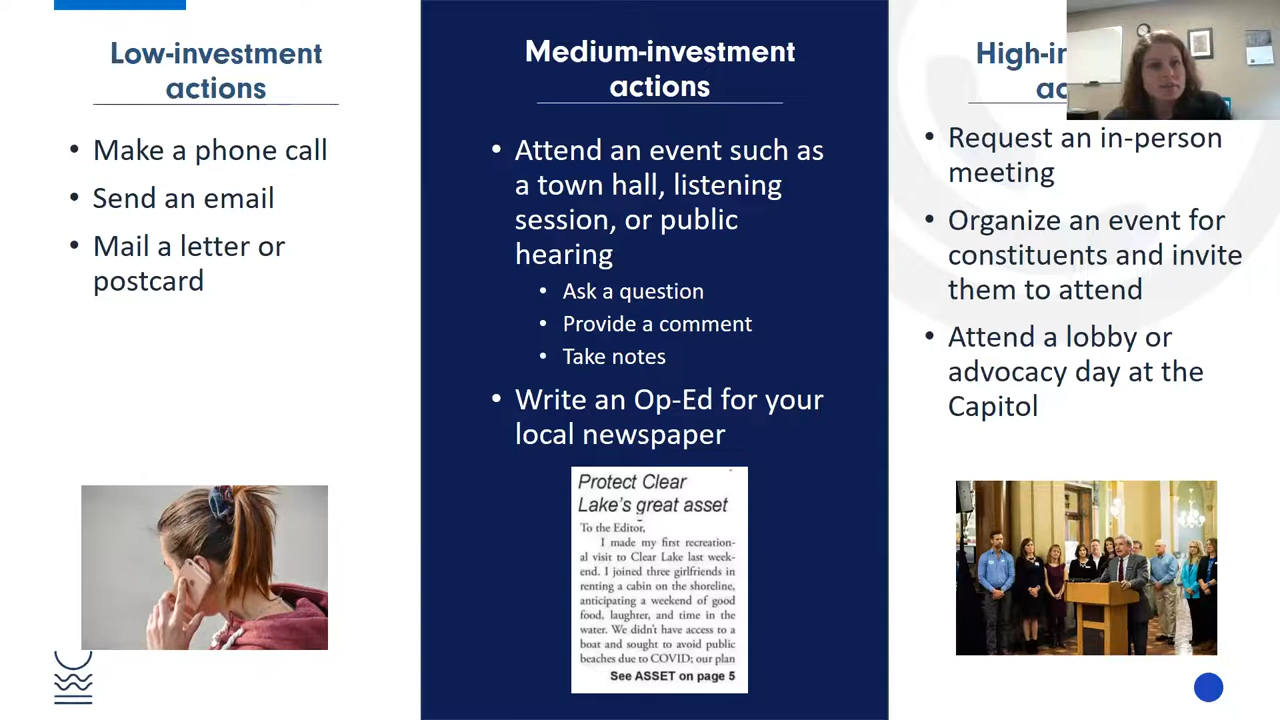 Low-investment
actions
• Make a phone call
• Send an email
• Mail a letter or
postcard
Medium-investment
actions
• Attend an event such as
a town hall, listening
session, or public
hearing
• Ask a question
• Provide a comment
• Take notes
• Write an Op-Ed for your
local newspaper
Protect Clear
Lake's great asset
To the Editor,
I made my first recreation-
al visit to Clear Lake last week-
end. I joined three girlfriends in
renting a cabin on the shoreline,
anticipating a weekend of good
food, laughter, and time in the
water. We didn't have access to a
boat and sought to avoid public
beaches due to COVID; our plan
See ASSET on page 5
• Request an in-person
meeting
• Organize an event for
constituents and invite
them to attend
• Attend a lobby or
advocacy day at the
Capitol